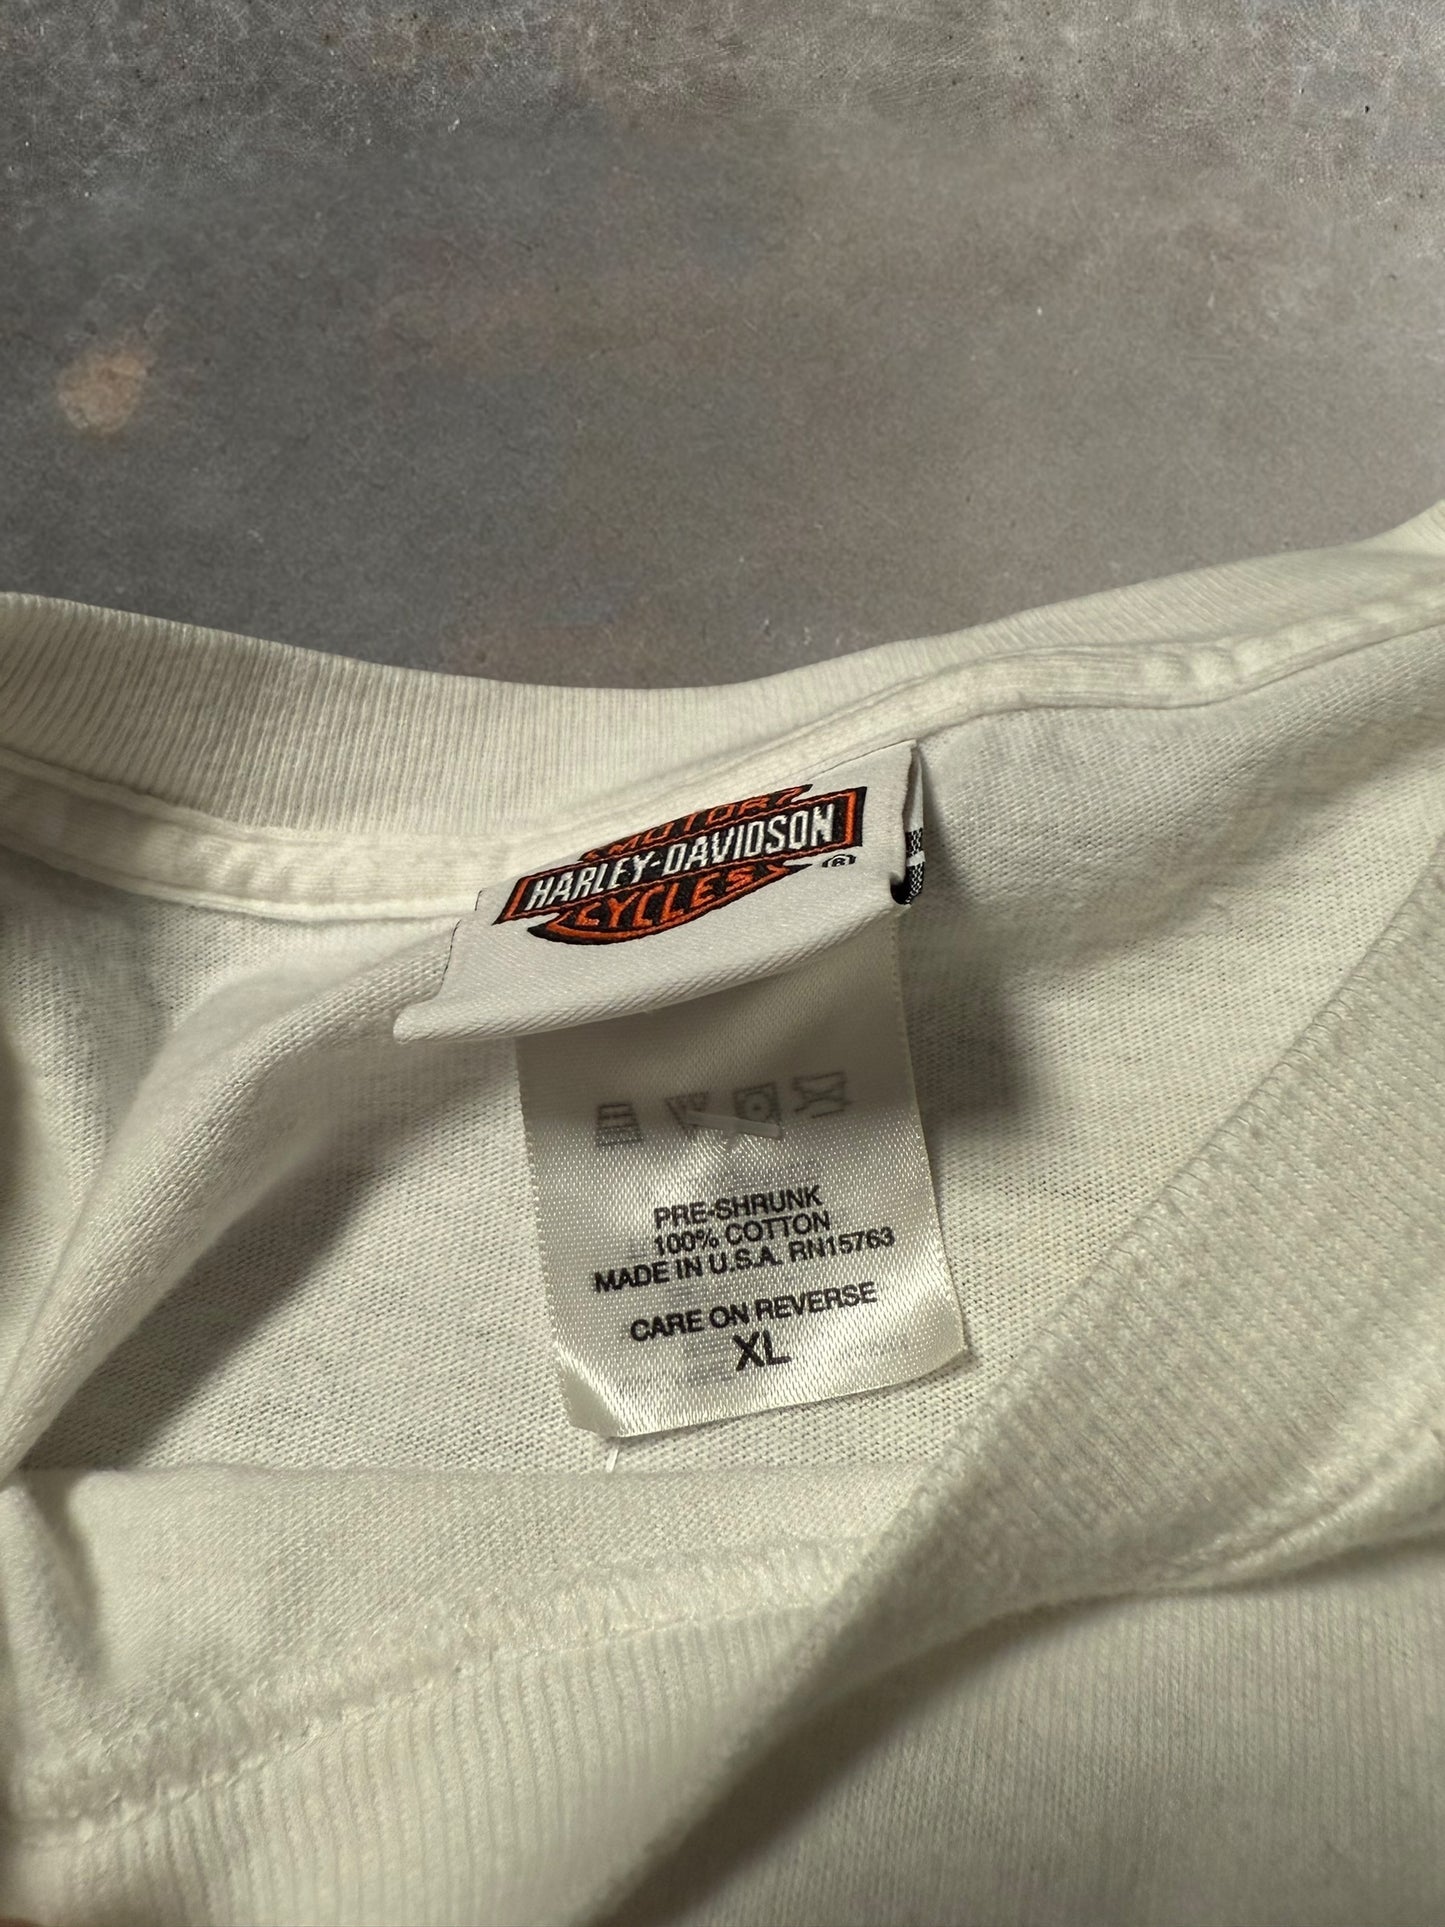 MOTOR
HARLEY-DAVIDSON
CYCLES ®
PRE-SHRUNK
100% COTTON
MADE IN U.S.A. RN15763
CARE ON REVERSE
XL